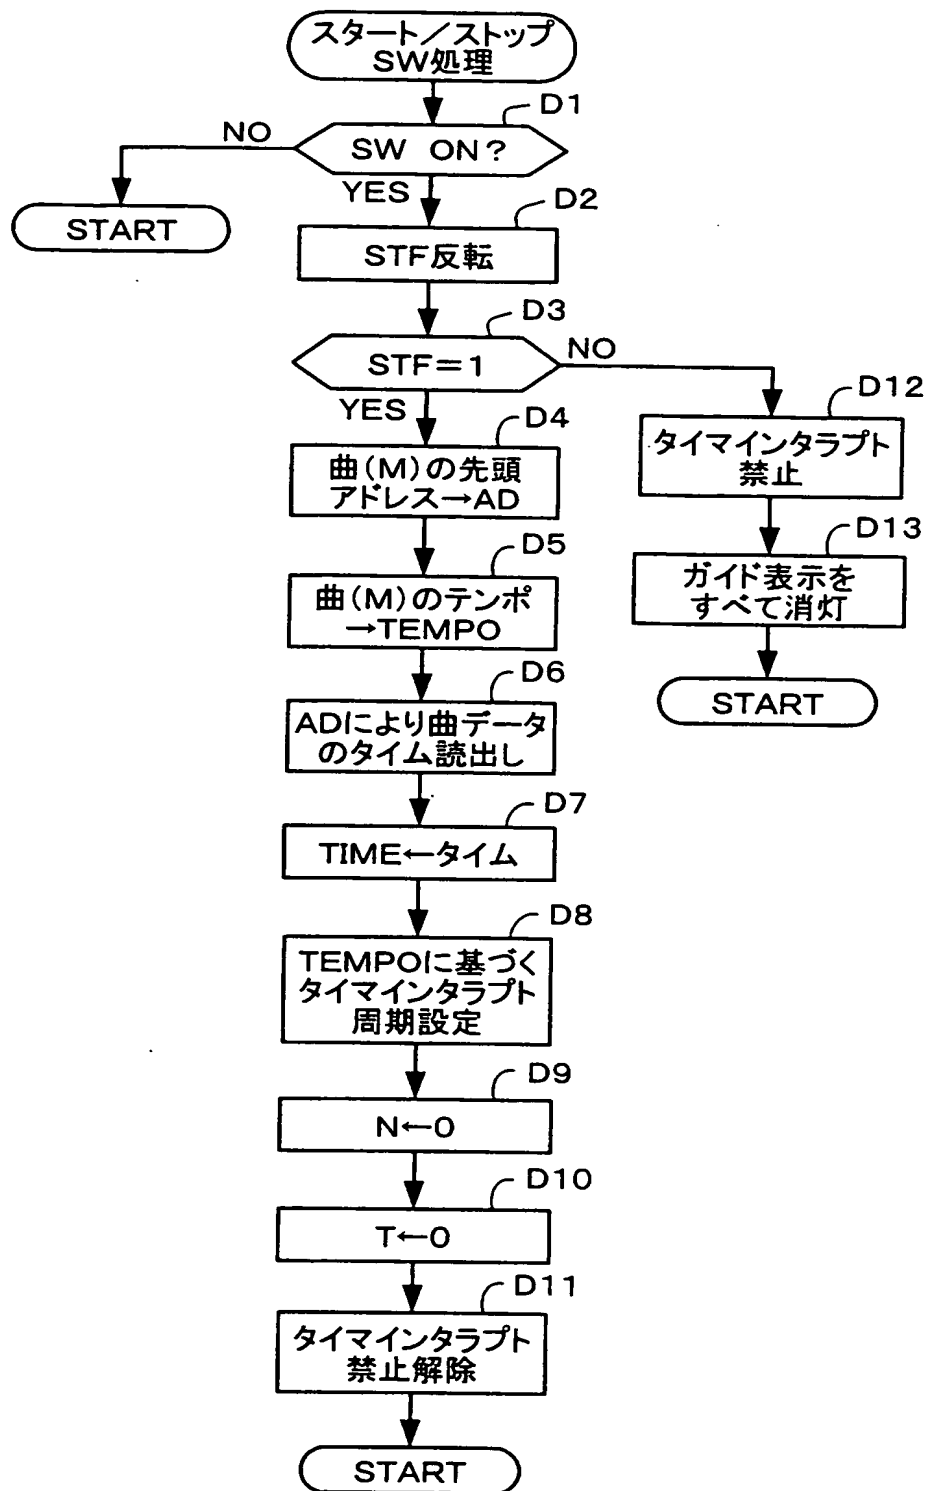 スタート／ストップ
SW処理
D1
NO
SW ON?
YES
START
D2
STF反転
D3
STF=1
NO
YES
D12
タイマインタラプト
禁止
D4
曲(M)の先頭
アドレス→AD
D13
ガイド表示を
すべて消灯
D5
曲(M)のテンポ
→TEMPO
START
D6
ADにより曲データ
のタイム読出し
D7
TIME←タイム
D8
TEMPOに基づく
タイマインタラプト
周期設定
D9
N←0
D10
T←0
D11
タイマインタラプト
禁止解除
START